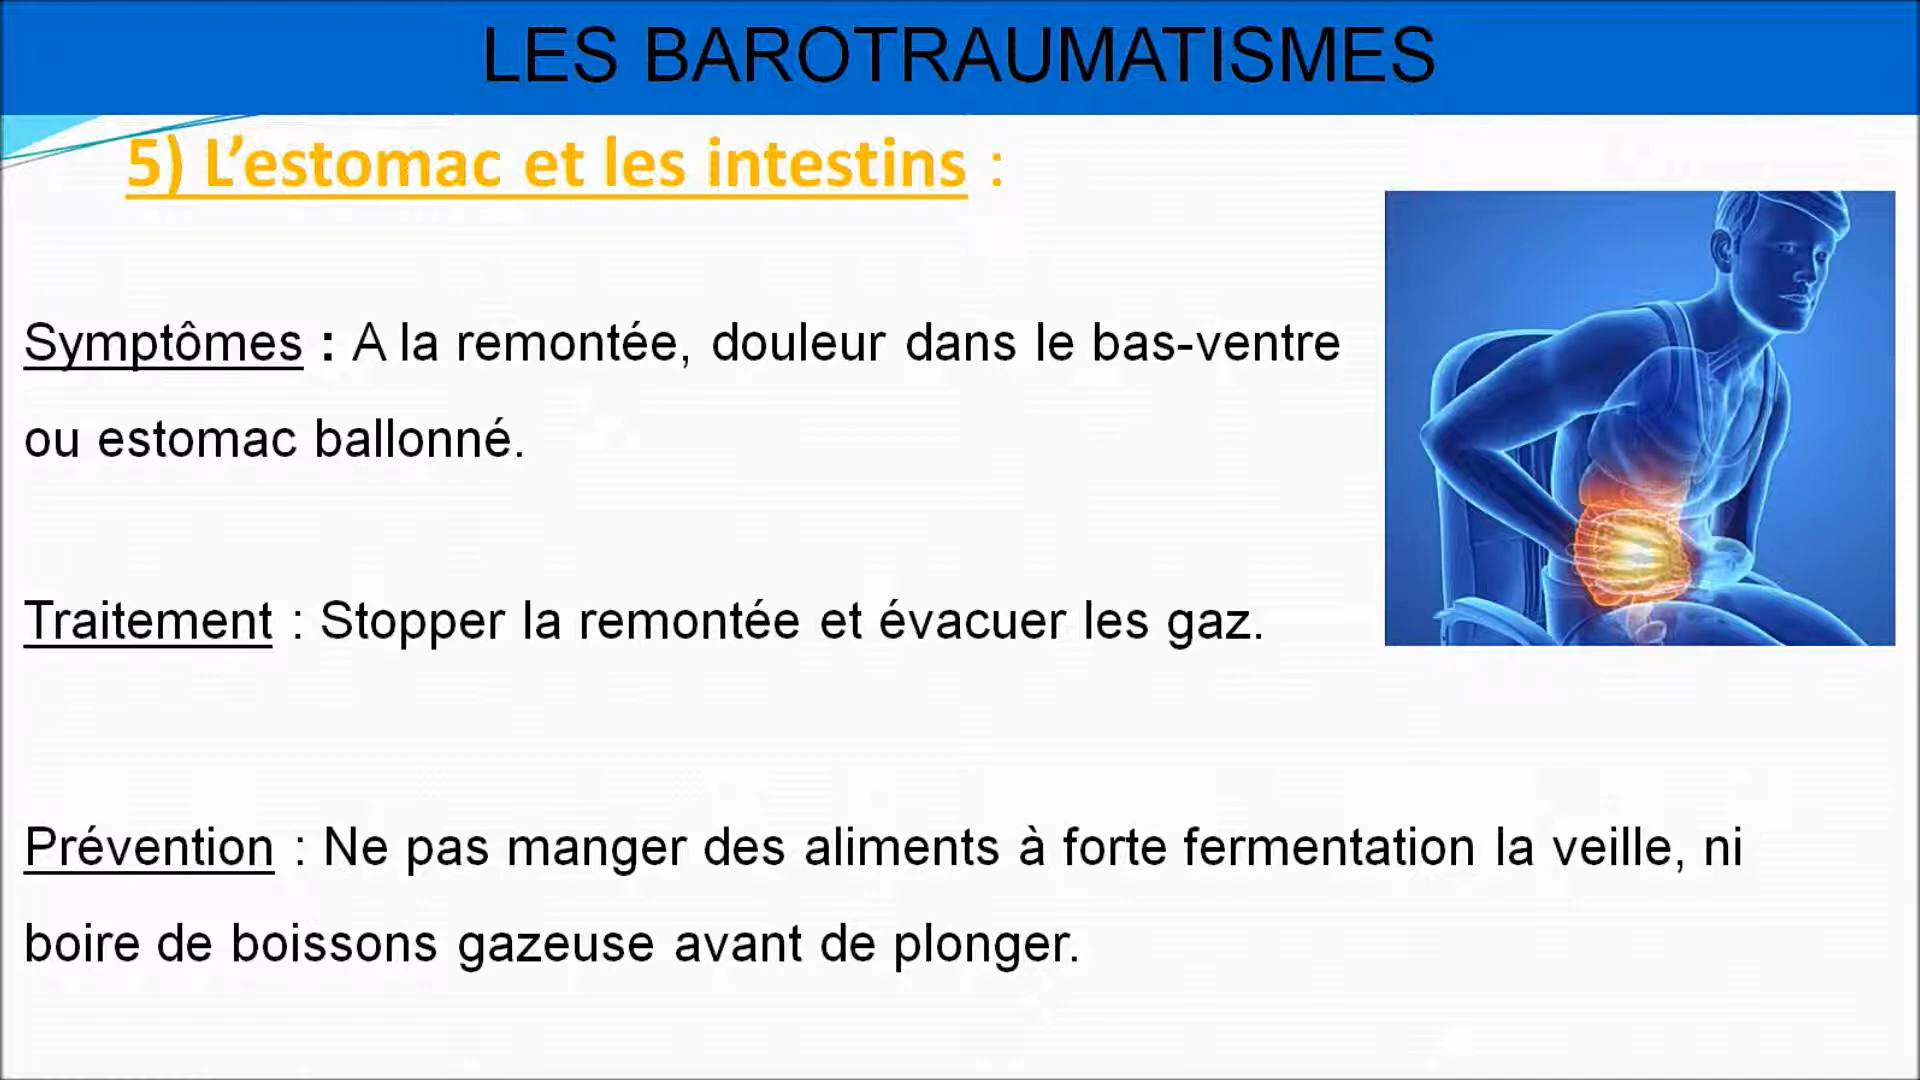 LES BAROTRAUMATISMES
5) L’estomac et les intestins :
Symptômes : A la remontée, douleur dans le bas-ventre
ou estomac ballonné.
Traitement : Stopper la remontée et évacuer les gaz.
Prévention : Ne pas manger des aliments à forte fermentation la veille, ni
boire de boissons gazeuse avant de plonger.